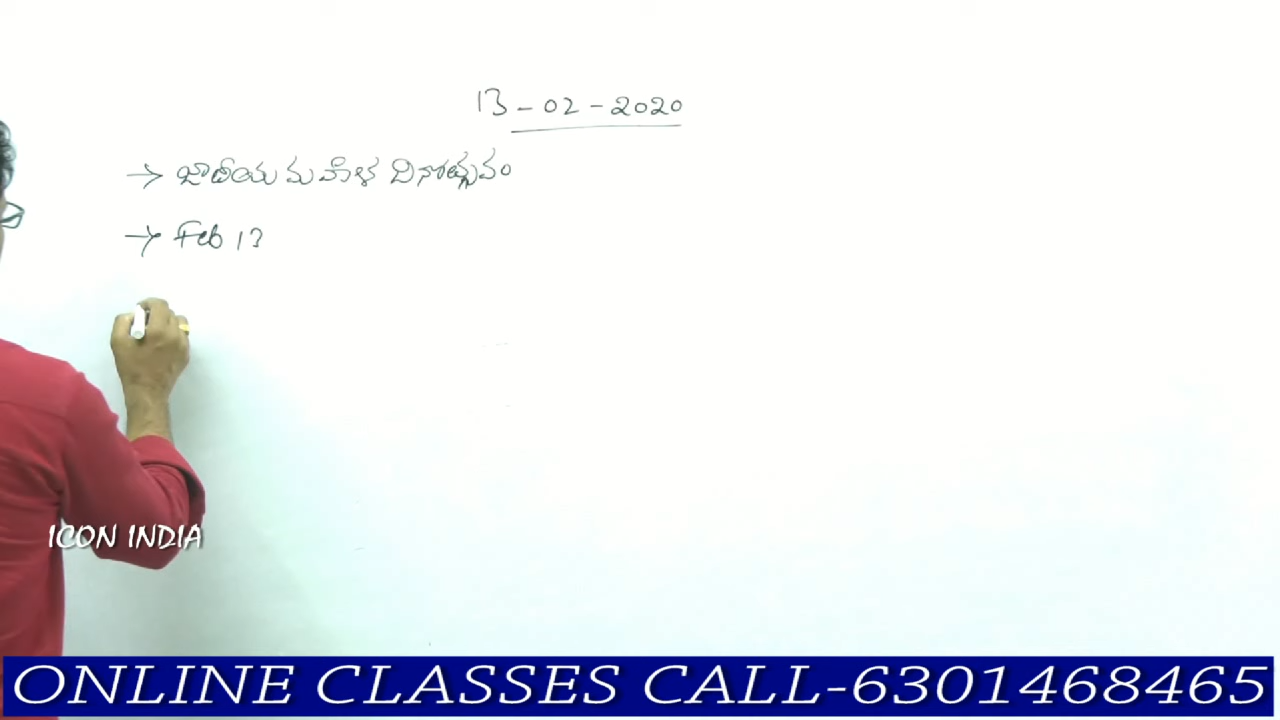 13-02-2020
→ జాతీయ మహిళ దినోత్సవం
→ Feb 13
ICON INDIA
ONLINE CLASSES CALL-6301468465